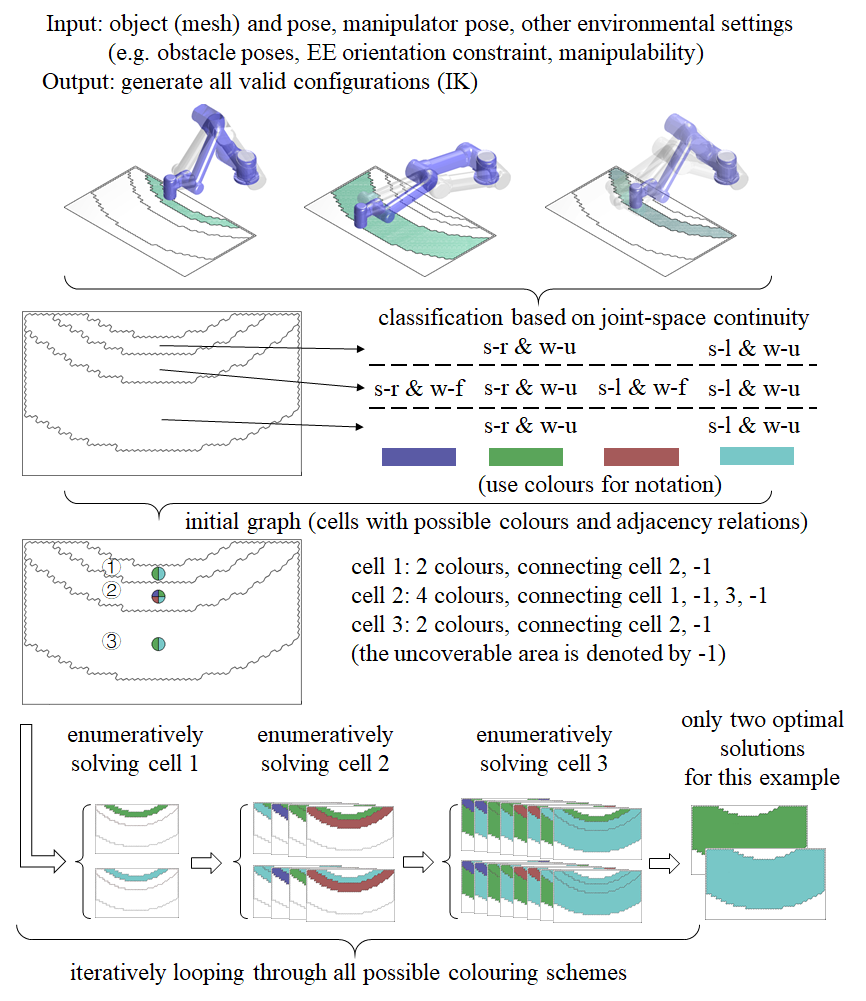 Input: object (mesh) and pose, manipulator pose, other environmental settings
(e.g. obstacle poses, EE orientation constraint, manipulability)
Output: generate all valid configurations (IK)
classification based on joint-space continuity
s-r & w-u s-l & w-u
s-r & w-f s-r & w-u s-l & w-f s-l & w-u
s-r & w-u s-l & w-u
(use colours for notation)
initial graph (cells with possible colours and adjacency relations)
1
2
3
cell 1: 2 colours, connecting cell 2, -1
cell 2: 4 colours, connecting cell 1, -1, 3, -1
cell 3: 2 colours, connecting cell 2, -1
(the uncoverable area is denoted by -1)
enumeratively
solving cell 1
enumeratively
solving cell 2
enumeratively
solving cell 3
only two optimal
solutions
for this example
iteratively looping through all possible colouring schemes